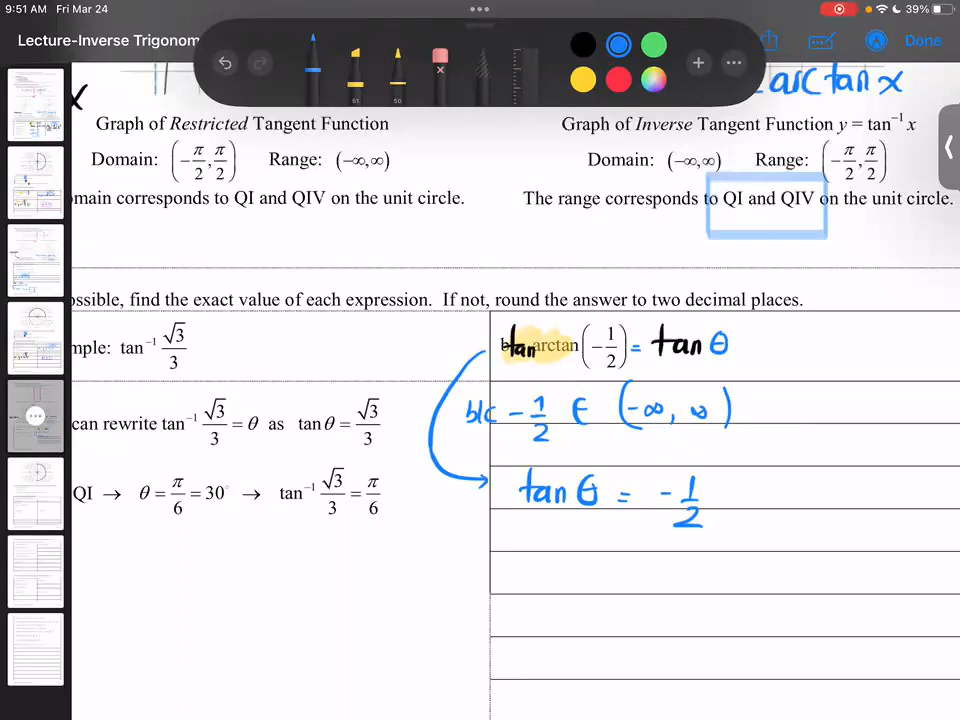 9:51 AM Fri Mar 24
39%
Lecture-Inverse Trigonom
Done
x
arctan x
Graph of Restricted Tangent Function
Domain: (−π/2, π/2) Range: (−∞,∞)
omain corresponds to QI and QIV on the unit circle.
Graph of Inverse Tangent Function y = tan⁻¹ x
Domain: (−∞,∞) Range: (−π/2, π/2)
The range corresponds to QI and QIV on the unit circle.
ossible, find the exact value of each expression. If not, round the answer to two decimal places.
mple: tan⁻¹ √3/3
can rewrite tan⁻¹ √3/3 = θ as tan θ = √3/3
QI → θ = π/6 = 30° → tan⁻¹ √3/3 = π/6
tan arctan (−1/2) = tan θ
b/c − 1/2 ∈ (−∞, ∞)
tan θ = − 1/2